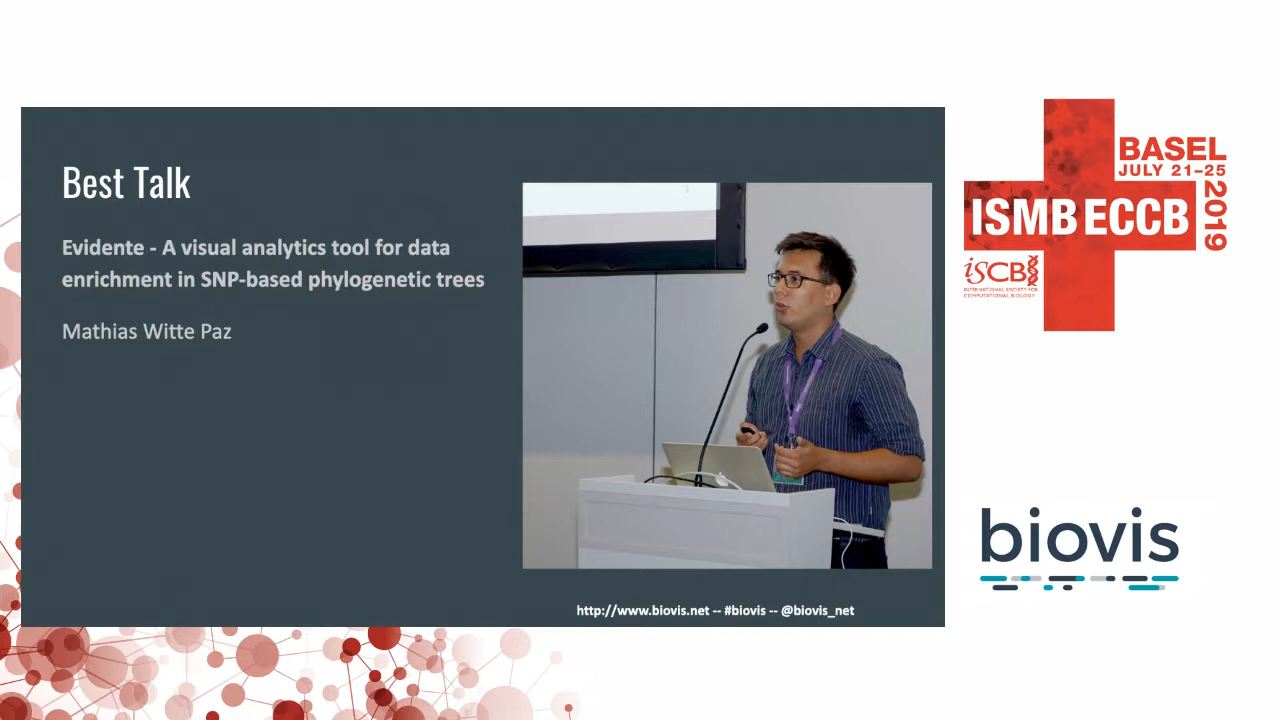 Best Talk
Evidente - A visual analytics tool for data
enrichment in SNP-based phylogenetic trees
Mathias Witte Paz
http://www.biovis.net -- #biovis -- @biovis_net
BASEL
JULY 21–25
2019
ISMB ECCB
iSCB
INTERNATIONAL SOCIETY FOR
COMPUTATIONAL BIOLOGY
biovis